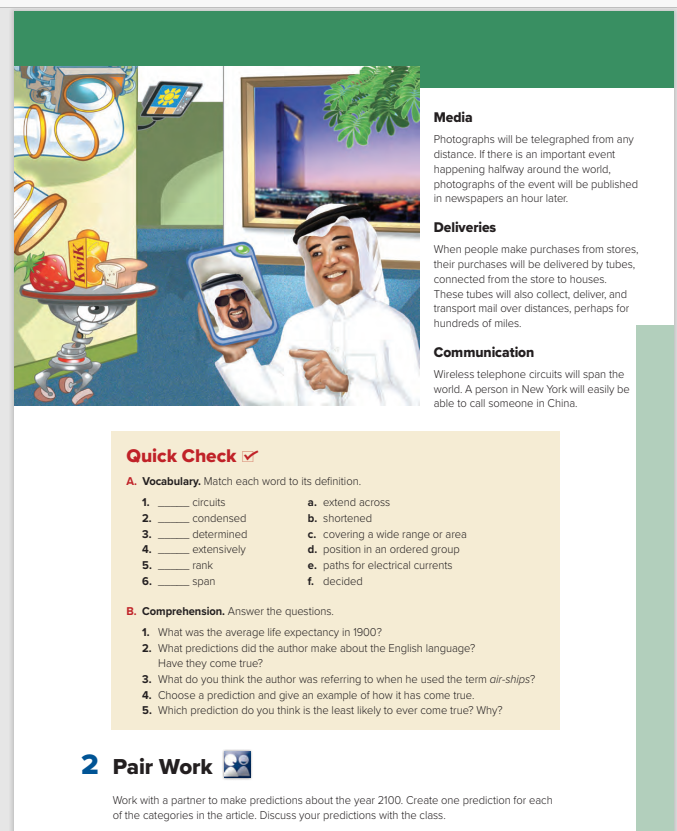 Media
Photographs will be telegraphed from any
distance. If there is an important event
happening halfway around the world,
photographs of the event will be published
in newspapers an hour later.
Deliveries
When people make purchases from stores,
their purchases will be delivered by tubes,
connected from the store to houses.
These tubes will also collect, deliver, and
transport mail over distances, perhaps for
hundreds of miles.
Communication
Wireless telephone circuits will span the
world. A person in New York will easily be
able to call someone in China.
KWiK
Quick Check
A. Vocabulary. Match each word to its definition.
1. _____ circuits a. extend across
2. _____ condensed b. shortened
3. _____ determined c. covering a wide range or area
4. _____ extensively d. position in an ordered group
5. _____ rank e. paths for electrical currents
6. _____ span f. decided
B. Comprehension. Answer the questions.
1. What was the average life expectancy in 1900?
2. What predictions did the author make about the English language?
Have they come true?
3. What do you think the author was referring to when he used the term air-ships?
4. Choose a prediction and give an example of how it has come true.
5. Which prediction do you think is the least likely to ever come true? Why?
2 Pair Work
Work with a partner to make predictions about the year 2100. Create one prediction for each
of the categories in the article. Discuss your predictions with the class.